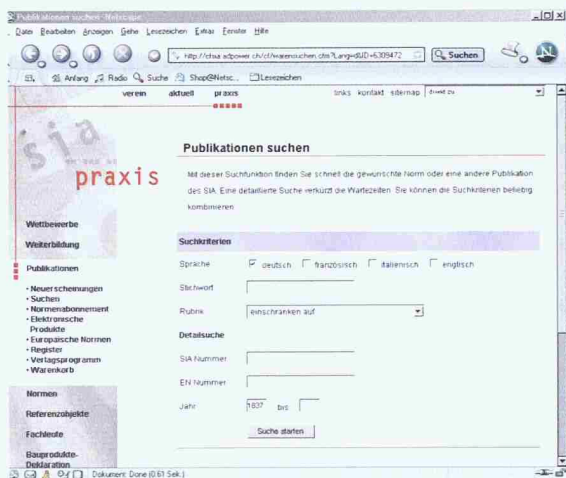 Publikationen suchen - Netscape
Datei Bearbeiten Anzeigen Gehe Lesezeichen Extras Fenster Hilfe
Suchen
Anfang Radio Suche Shop@Netsc... Lesezeichen
verein aktuell praxis links kontakt sitemap direkt zu
sia
praxis
Publikationen suchen
Mit dieser Suchfunktion finden Sie schnell die gewünschte Norm oder eine andere Publikation
des SIA. Eine detaillierte Suche verkürzt die Wartezeiten. Sie können die Suchkriterien beliebig
kombinieren
Wettbewerbe
Weiterbildung
Publikationen
· Neuerscheinungen
· Suchen
· Normenabonnement
· Elektronische
Produkte
· Europäische Normen
· Register
· Verlagsprogramm
· Warenkorb
Normen
Referenzobjekte
Fachleute
Bauprodukte-
Deklaration
Suchkriterien
Sprache deutsch französisch italienisch englisch
Stichwort
Rubrik einschränken auf
Detailsuche
SIA Nummer
EN Nummer
Jahr 1837 bis
Suche starten
Dokument: Done (0.61 Sek.)